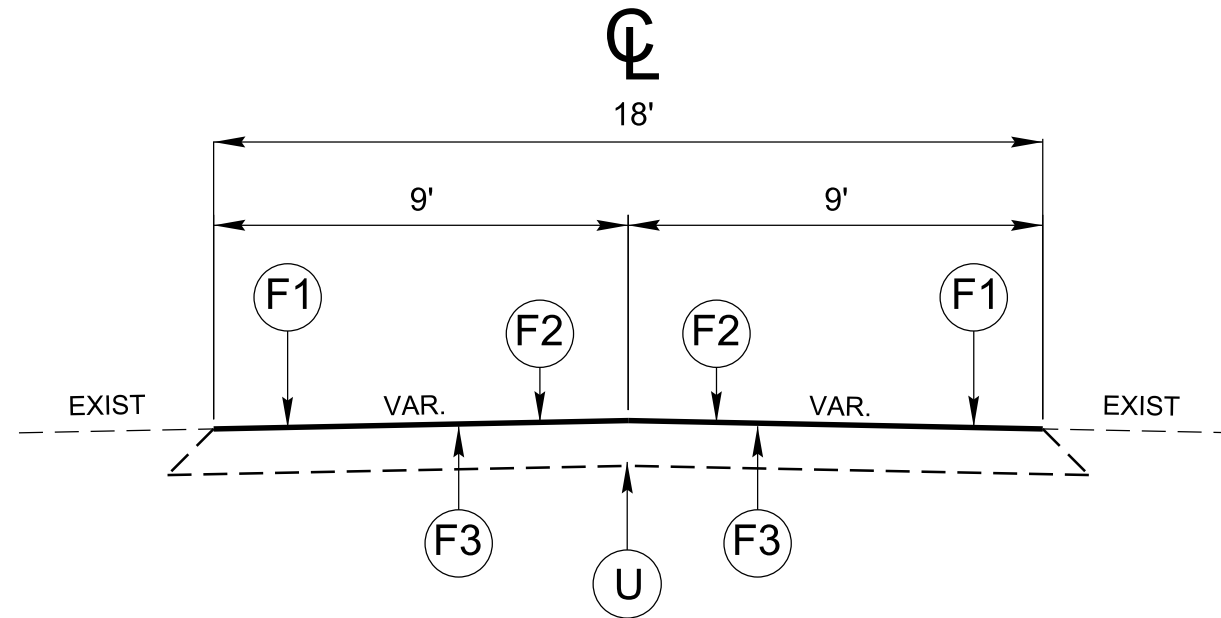 ℄
18'
9' 9'
F1 F1
F2 F2
EXIST VAR. VAR. EXIST
F3 F3
U